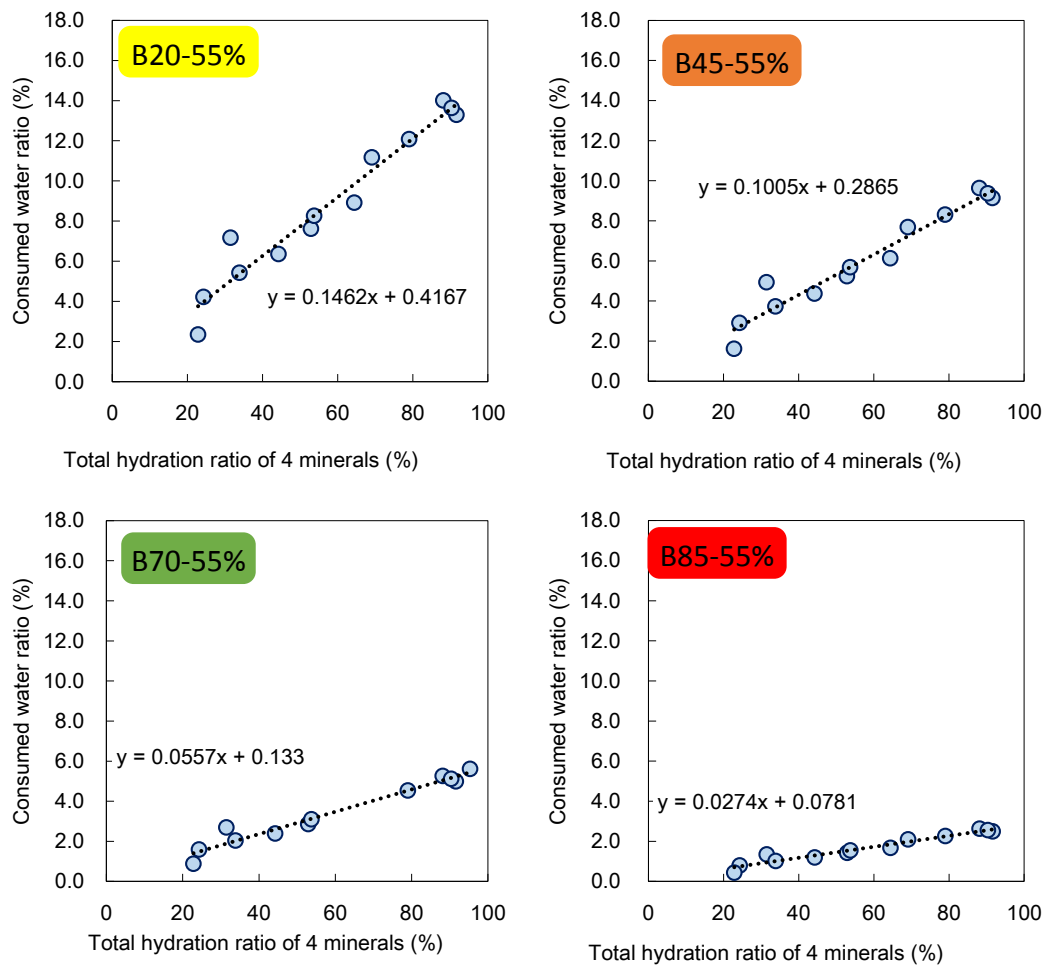 B20-55%
Consumed water ratio (%)
18.0
16.0
14.0
12.0
10.0
8.0
6.0
4.0
2.0
0.0
y = 0.1462x + 0.4167
0 20 40 60 80 100
Total hydration ratio of 4 minerals (%)
B45-55%
Consumed water ratio (%)
18.0
16.0
14.0
12.0
10.0
8.0
6.0
4.0
2.0
0.0
y = 0.1005x + 0.2865
0 20 40 60 80 100
Total hydration ratio of 4 minerals (%)
B70-55%
Consumed water ratio (%)
18.0
16.0
14.0
12.0
10.0
8.0
6.0
4.0
2.0
0.0
y = 0.0557x + 0.133
0 20 40 60 80 100
Total hydration ratio of 4 minerals (%)
B85-55%
Consumed water ratio (%)
18.0
16.0
14.0
12.0
10.0
8.0
6.0
4.0
2.0
0.0
y = 0.0274x + 0.0781
0 20 40 60 80 100
Total hydration ratio of 4 minerals (%)